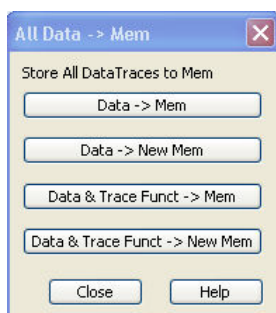 All Data -> Mem
Store All DataTraces to Mem
Data -> Mem
Data -> New Mem
Data & Trace Funct -> Mem
Data & Trace Funct -> New Mem
Close Help